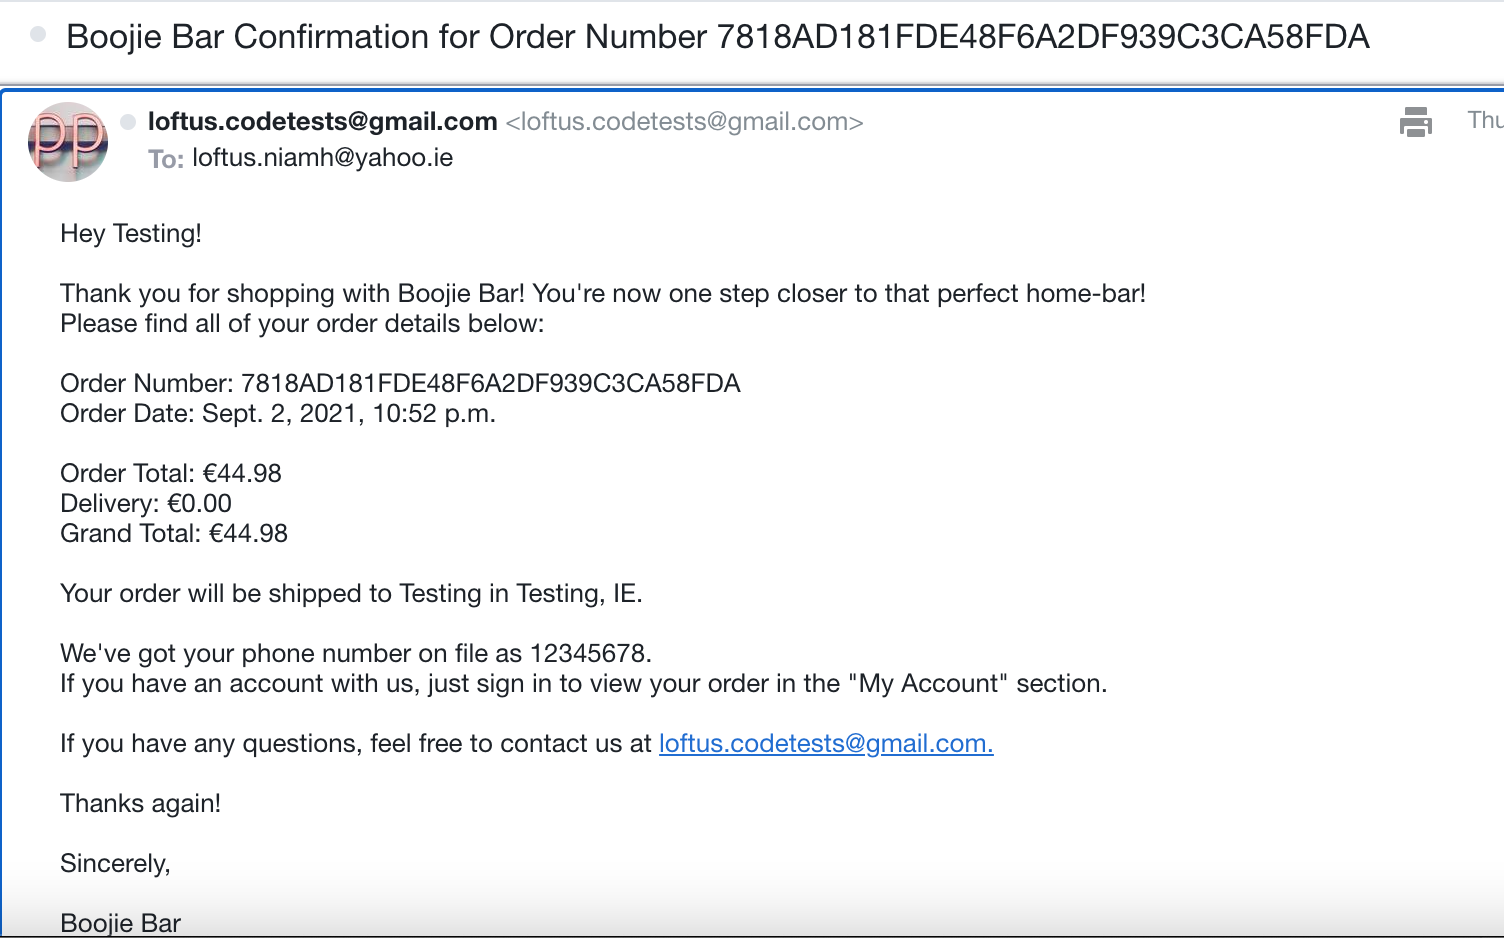 Boojie Bar Confirmation for Order Number 7818AD181FDE48F6A2DF939C3CA58FDA
PP
loftus.codetests@gmail.com <loftus.codetests@gmail.com>
Thu
To: loftus.niamh@yahoo.ie
Hey Testing!
Thank you for shopping with Boojie Bar! You're now one step closer to that perfect home-bar!
Please find all of your order details below:
Order Number: 7818AD181FDE48F6A2DF939C3CA58FDA
Order Date: Sept. 2, 2021, 10:52 p.m.
Order Total: €44.98
Delivery: €0.00
Grand Total: €44.98
Your order will be shipped to Testing in Testing, IE.
We've got your phone number on file as 12345678.
If you have an account with us, just sign in to view your order in the "My Account" section.
If you have any questions, feel free to contact us at loftus.codetests@gmail.com.
Thanks again!
Sincerely,
Boojie Bar